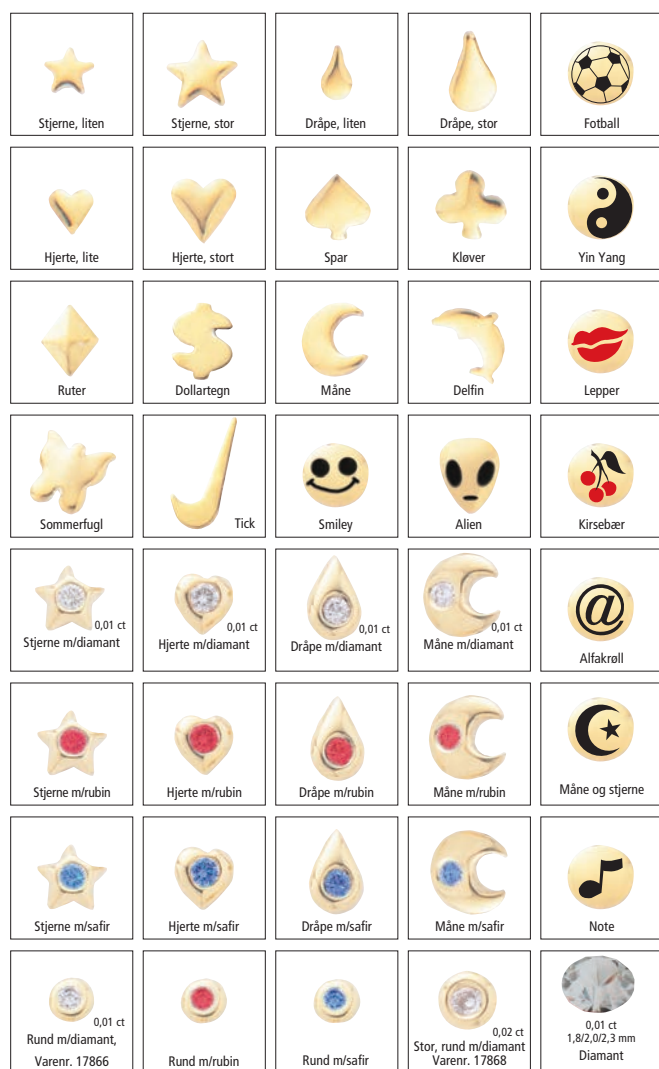 Stjerne, liten
Stjerne, stor
Dråpe, liten
Dråpe, stor
Fotball
Hjerte, lite
Hjerte, stort
Spar
Kløver
Yin Yang
Ruter
Dollartegn
Måne
Delfin
Lepper
Sommerfugl
Tick
Smiley
Alien
Kirsebær
0,01 ct
Stjerne m/diamant
0,01 ct
Hjerte m/diamant
0,01 ct
Dråpe m/diamant
0,01 ct
Måne m/diamant
@
Alfakrøll
Stjerne m/rubin
Hjerte m/rubin
Dråpe m/rubin
Måne m/rubin
Måne og stjerne
Stjerne m/safir
Hjerte m/safir
Dråpe m/safir
Måne m/safir
Note
0,01 ct
Rund m/diamant,
Varenr. 17866
Rund m/rubin
Rund m/safir
0,02 ct
Stor, rund m/diamant
Varenr. 17868
0,01 ct
1,8/2,0/2,3 mm
Diamant